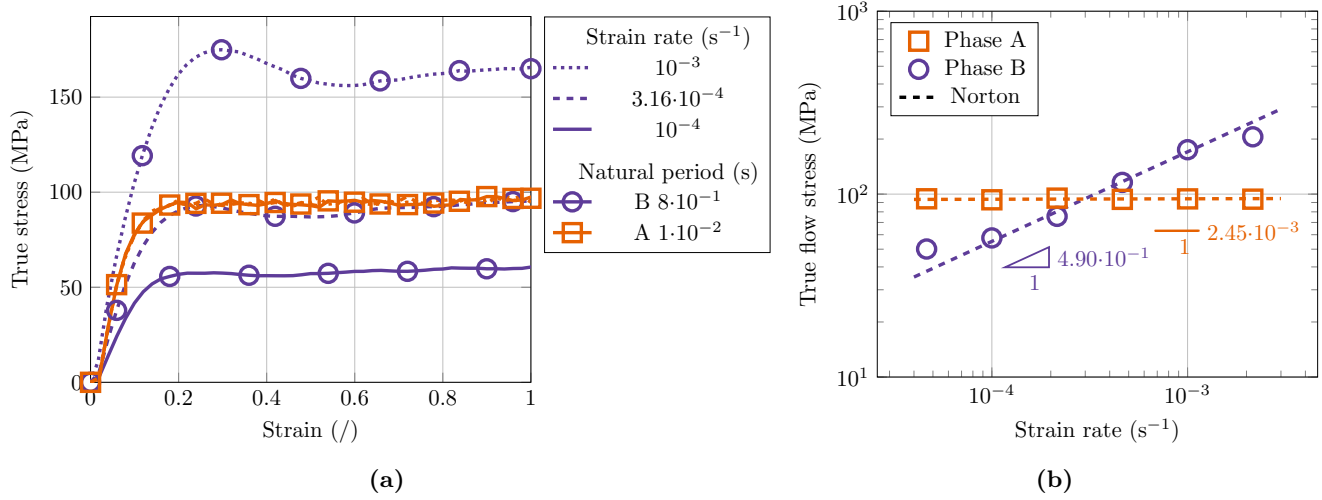 True stress (MPa)
150
100
50
0
0
0.2
0.4
0.6
0.8
1
Strain (/)
Strain rate (s⁻¹)
10⁻³
3.16·10⁻⁴
10⁻⁴
Natural period (s)
B 8·10⁻¹
A 1·10⁻²
(a)
True flow stress (MPa)
10³
10²
10¹
Phase A
Phase B
Norton
4.90·10⁻¹
1
2.45·10⁻³
1
10⁻⁴
10⁻³
Strain rate (s⁻¹)
(b)